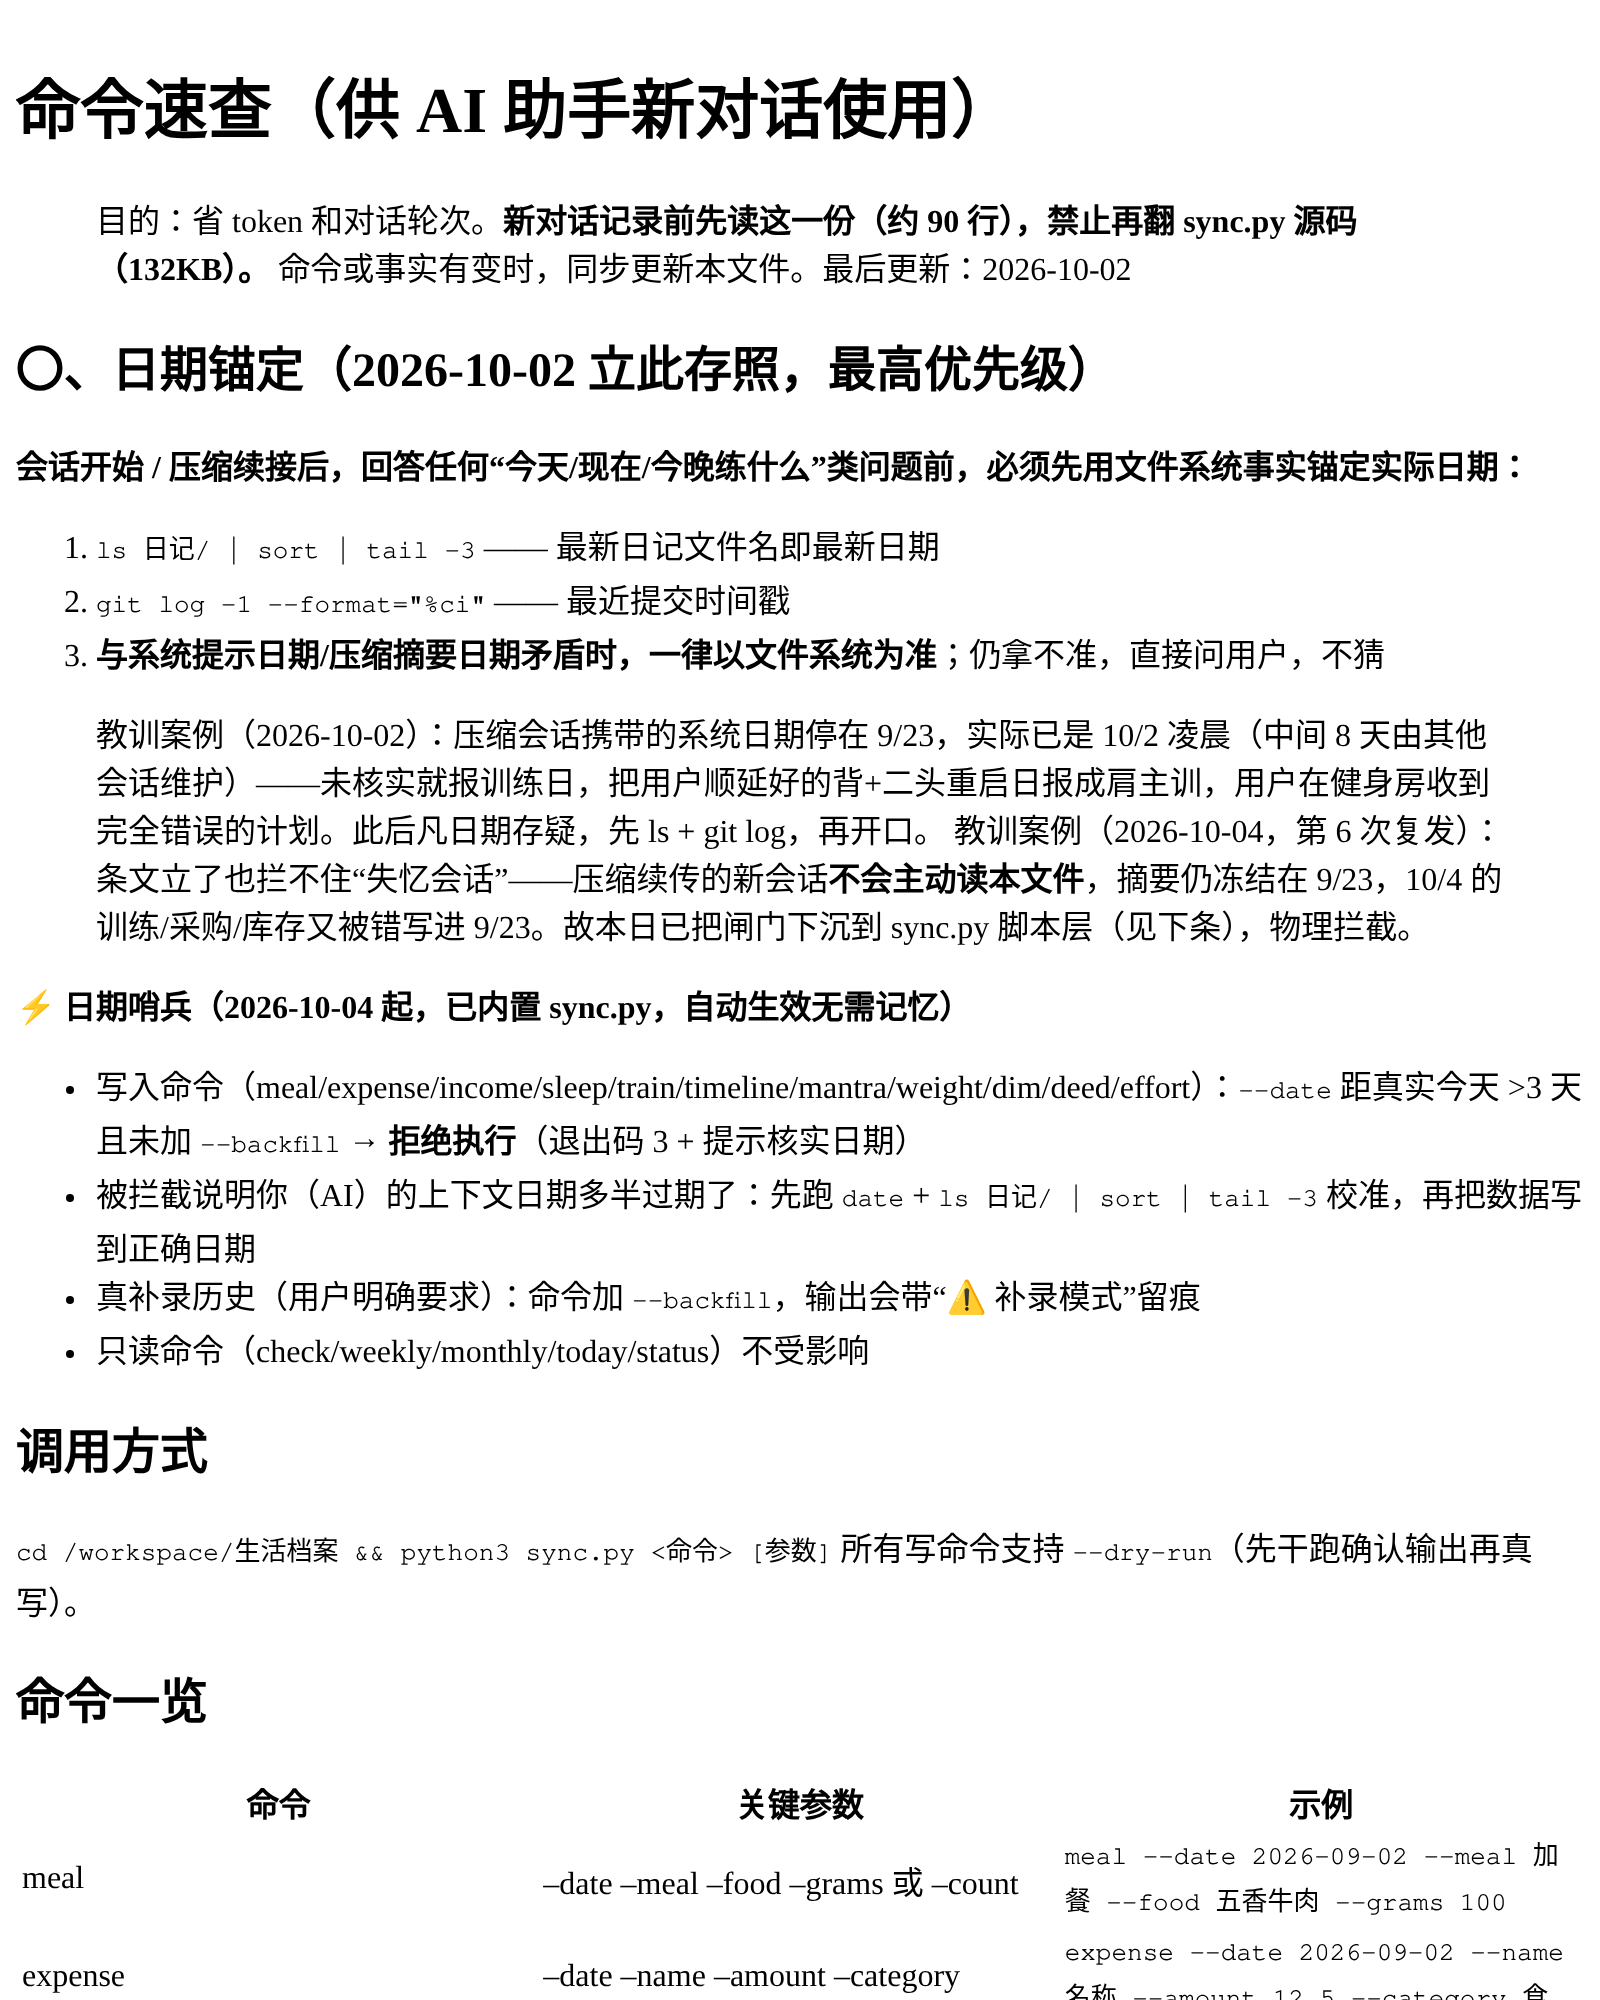 命令速查（供 AI 助手新对话使用）
目的：省 token 和对话轮次。新对话记录前先读这一份（约 90 行），禁止再翻 sync.py 源码
（132KB）。 命令或事实有变时，同步更新本文件。最后更新：2026-10-02
〇、日期锚定（2026-10-02 立此存照，最高优先级）
会话开始 / 压缩续接后，回答任何“今天/现在/今晚练什么”类问题前，必须先用文件系统事实锚定实际日期：
1. ls 日记/ | sort | tail -3 —— 最新日记文件名即最新日期
2. git log -1 --format="%ci" —— 最近提交时间戳
3. 与系统提示日期/压缩摘要日期矛盾时，一律以文件系统为准；仍拿不准，直接问用户，不猜
教训案例（2026-10-02）：压缩会话携带的系统日期停在 9/23，实际已是 10/2 凌晨（中间 8 天由其他
会话维护）——未核实就报训练日，把用户顺延好的背+二头重启日报成肩主训，用户在健身房收到
完全错误的计划。此后凡日期存疑，先 ls + git log，再开口。 教训案例（2026-10-04，第 6 次复发）：
条文立了也拦不住“失忆会话”——压缩续传的新会话不会主动读本文件，摘要仍冻结在 9/23，10/4 的
训练/采购/库存又被错写进 9/23。故本日已把闸门下沉到 sync.py 脚本层（见下条），物理拦截。
⚡ 日期哨兵（2026-10-04 起，已内置 sync.py，自动生效无需记忆）
• 写入命令（meal/expense/income/sleep/train/timeline/mantra/weight/dim/deed/effort）：--date 距真实今天 >3 天
且未加 --backfill → 拒绝执行（退出码 3 + 提示核实日期）
• 被拦截说明你（AI）的上下文日期多半过期了：先跑 date + ls 日记/ | sort | tail -3 校准，再把数据写
到正确日期
• 真补录历史（用户明确要求）：命令加 --backfill，输出会带“⚠️ 补录模式”留痕
• 只读命令（check/weekly/monthly/today/status）不受影响
调用方式
cd /workspace/生活档案 && python3 sync.py <命令> [参数] 所有写命令支持 --dry-run（先干跑确认输出再真
写）。
命令一览
命令 关键参数 示例
meal –date –meal –food –grams 或 –count meal --date 2026-09-02 --meal 加
餐 --food 五香牛肉 --grams 100
expense –date –name –amount –category expense --date 2026-09-02 --name
名称 --amount 12.5 --category 食